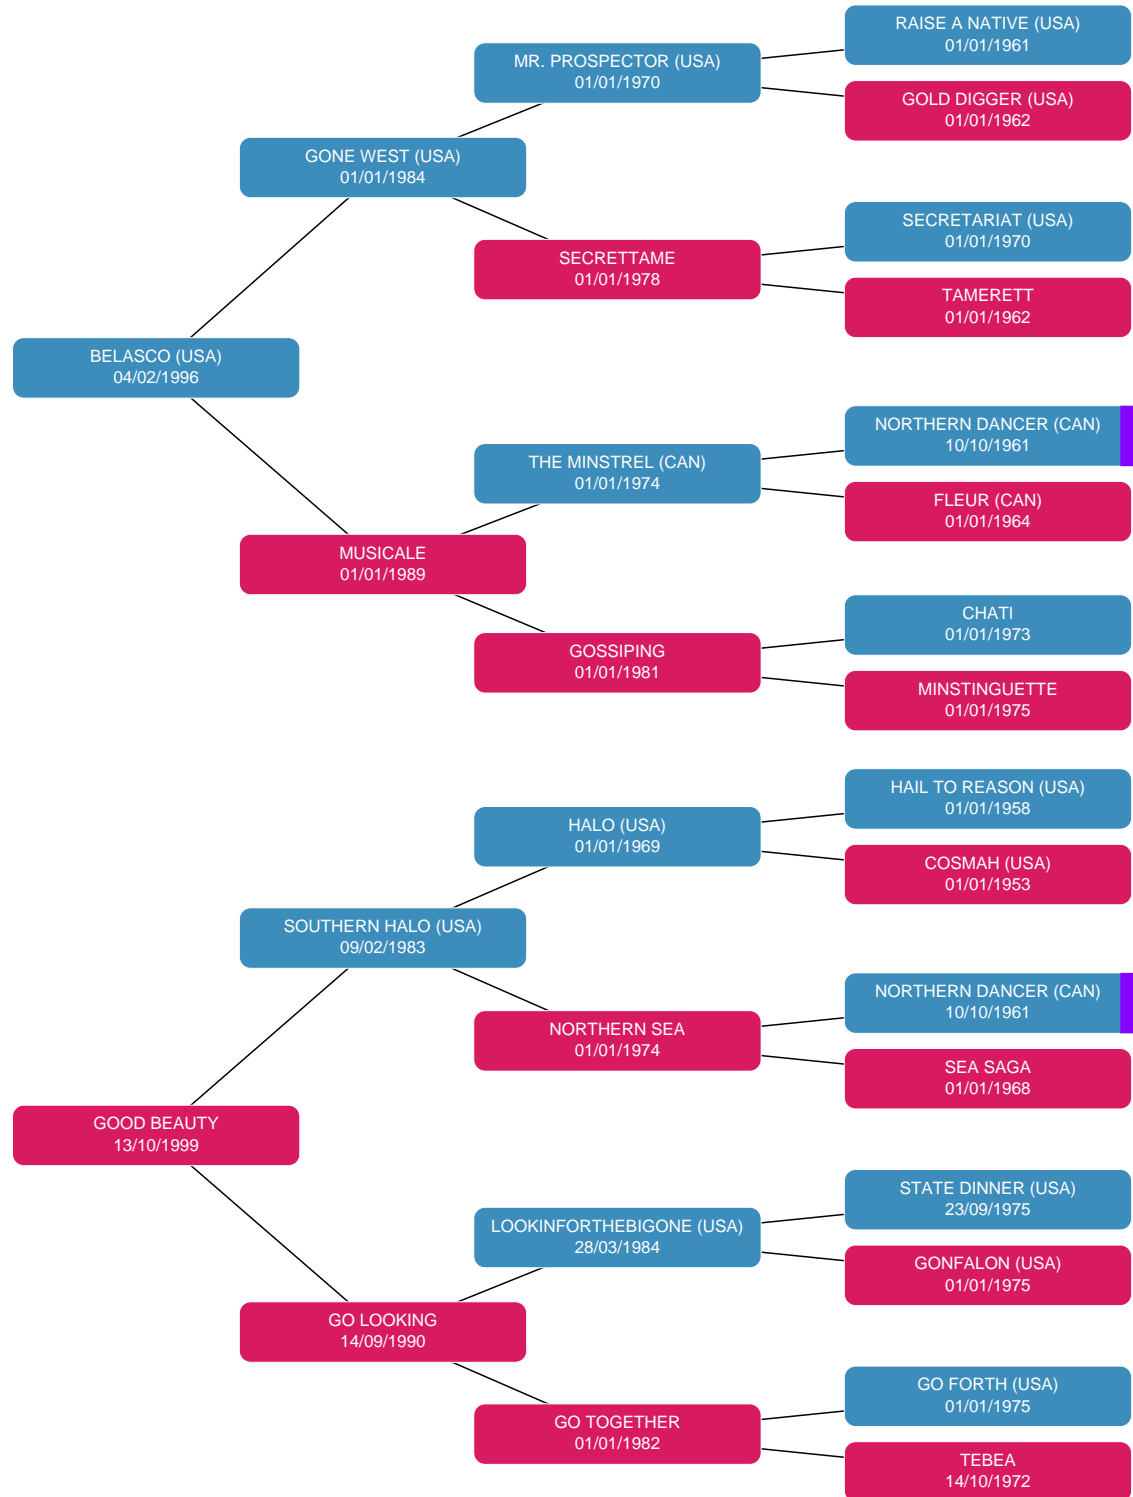 RAISE A NATIVE (USA)
01/01/1961
MR. PROSPECTOR (USA)
01/01/1970
GOLD DIGGER (USA)
01/01/1962
GONE WEST (USA)
01/01/1984
SECRETARIAT (USA)
01/01/1970
SECRETTAME
01/01/1978
TAMERETT
01/01/1962
BELASCO (USA)
04/02/1996
NORTHERN DANCER (CAN)
10/10/1961
THE MINSTREL (CAN)
01/01/1974
FLEUR (CAN)
01/01/1964
MUSICALE
01/01/1989
CHATI
01/01/1973
GOSSIPING
01/01/1981
MINSTINGUETTE
01/01/1975
HAIL TO REASON (USA)
01/01/1958
HALO (USA)
01/01/1969
COSMAH (USA)
01/01/1953
SOUTHERN HALO (USA)
09/02/1983
NORTHERN DANCER (CAN)
10/10/1961
NORTHERN SEA
01/01/1974
SEA SAGA
01/01/1968
GOOD BEAUTY
13/10/1999
STATE DINNER (USA)
23/09/1975
LOOKINFORTHEBIGONE (USA)
28/03/1984
GONFALON (USA)
01/01/1975
GO LOOKING
14/09/1990
GO FORTH (USA)
01/01/1975
GO TOGETHER
01/01/1982
TEBEA
14/10/1972